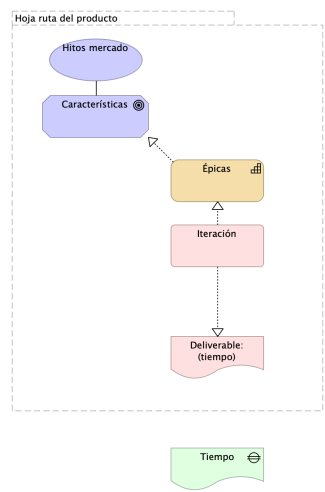 Hoja ruta del producto
Hitos mercado
Características
Épicas
Iteración
Deliverable:
(tiempo)
Tiempo